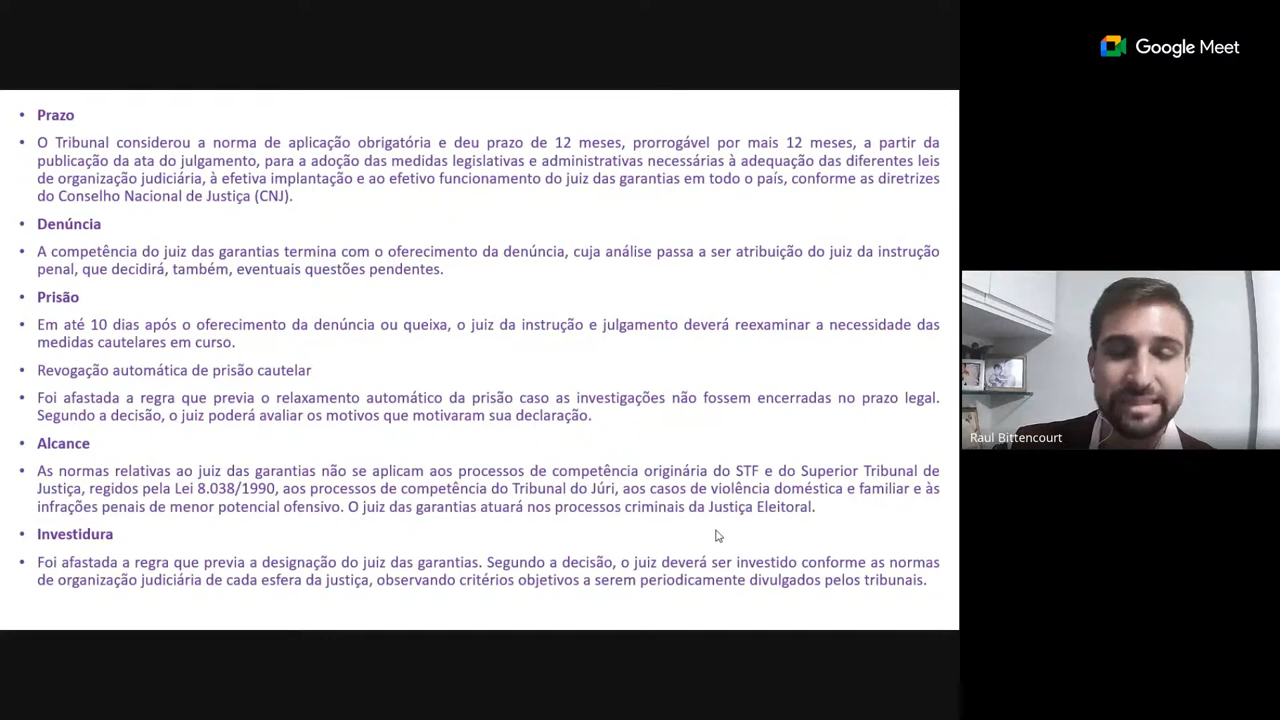 Google Meet
• Prazo
• O Tribunal considerou a norma de aplicação obrigatória e deu prazo de 12 meses, prorrogável por mais 12 meses, a partir da
publicação da ata do julgamento, para a adoção das medidas legislativas e administrativas necessárias à adequação das diferentes leis
de organização judiciária, à efetiva implantação e ao efetivo funcionamento do juiz das garantias em todo o país, conforme as diretrizes
do Conselho Nacional de Justiça (CNJ).
• Denúncia
• A competência do juiz das garantias termina com o oferecimento da denúncia, cuja análise passa a ser atribuição do juiz da instrução
penal, que decidirá, também, eventuais questões pendentes.
• Prisão
• Em até 10 dias após o oferecimento da denúncia ou queixa, o juiz da instrução e julgamento deverá reexaminar a necessidade das
medidas cautelares em curso.
• Revogação automática de prisão cautelar
• Foi afastada a regra que previa o relaxamento automático da prisão caso as investigações não fossem encerradas no prazo legal.
Segundo a decisão, o juiz poderá avaliar os motivos que motivaram sua declaração.
• Alcance
• As normas relativas ao juiz das garantias não se aplicam aos processos de competência originária do STF e do Superior Tribunal de
Justiça, regidos pela Lei 8.038/1990, aos processos de competência do Tribunal do Júri, aos casos de violência doméstica e familiar e às
infrações penais de menor potencial ofensivo. O juiz das garantias atuará nos processos criminais da Justiça Eleitoral.
• Investidura
• Foi afastada a regra que previa a designação do juiz das garantias. Segundo a decisão, o juiz deverá ser investido conforme as normas
de organização judiciária de cada esfera da justiça, observando critérios objetivos a serem periodicamente divulgados pelos tribunais.
Raul Bittencourt